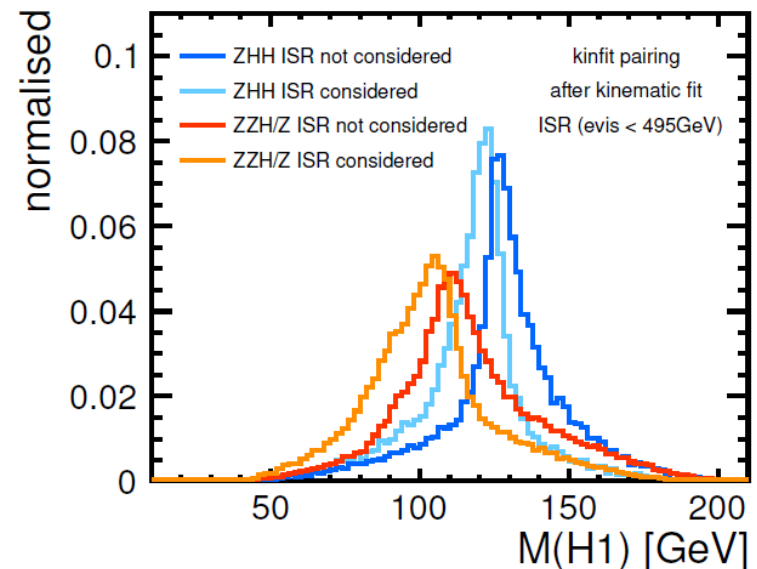 normalised
0.1
0.08
0.06
0.04
0.02
0
ZHH ISR not considered
ZHH ISR considered
ZZH/Z ISR not considered
ZZH/Z ISR considered
kinfit pairing
after kinematic fit
ISR (evis < 495GeV)
50 100 150 200
M(H1) [GeV]